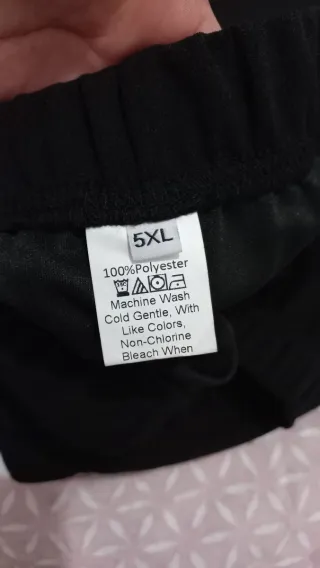 5XL
100%Polyester
Machine Wash
Cold Gentle, With
Like Colors,
Non-Chlorine
Bleach When